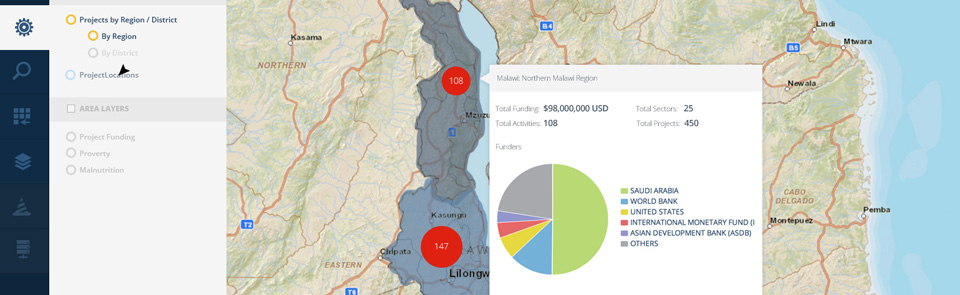 Projects by Region / District
By Region
By District
ProjectLocations
AREA LAYERS
Project Funding
Proverty
Malnutrition
Kasama
NORTHERN
108
Mzuzu
1
Kasungu
147
Chipata
EASTERN
Lilongw
T2
T6
B4
B5
Lindi
Mtwara
Newala
CABO
DELGADO
Montepuez
Pemba
Malawi: Northern Malawi Region
Total Funding: $98,000,000 USD Total Sectors: 25
Total Activities: 108 Total Projects: 450
Funders
SAUDI ARABIA
WORLD BANK
UNITED STATES
INTERNATIONAL MONETARY FUND (I
ASIAN DEVELOPMENT BANK (ASDB)
OTHERS